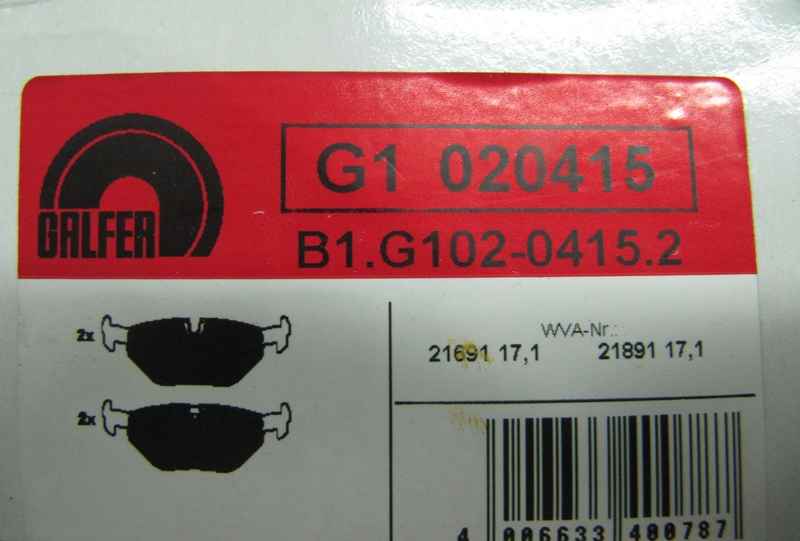 GALFER
G1 020415
B1.G102-0415.2
2x
2x
WVA-Nr.:
21691 17,1 21891 17,1
4 006633 400787